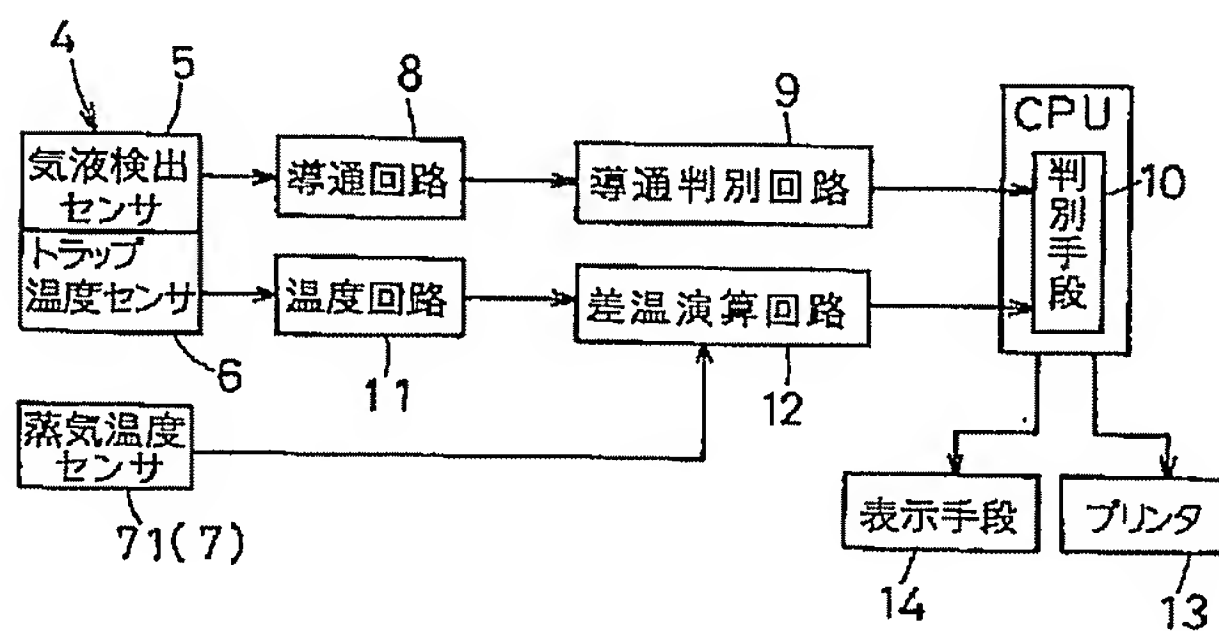 4
5
8
9
CPU
気液検出
センサ
導通回路
導通判別回路
判別手段
10
トラップ
温度センサ
温度回路
差温演算回路
6
11
12
蒸気温度
センサ
71(7)
表示手段
プリンタ
14
13